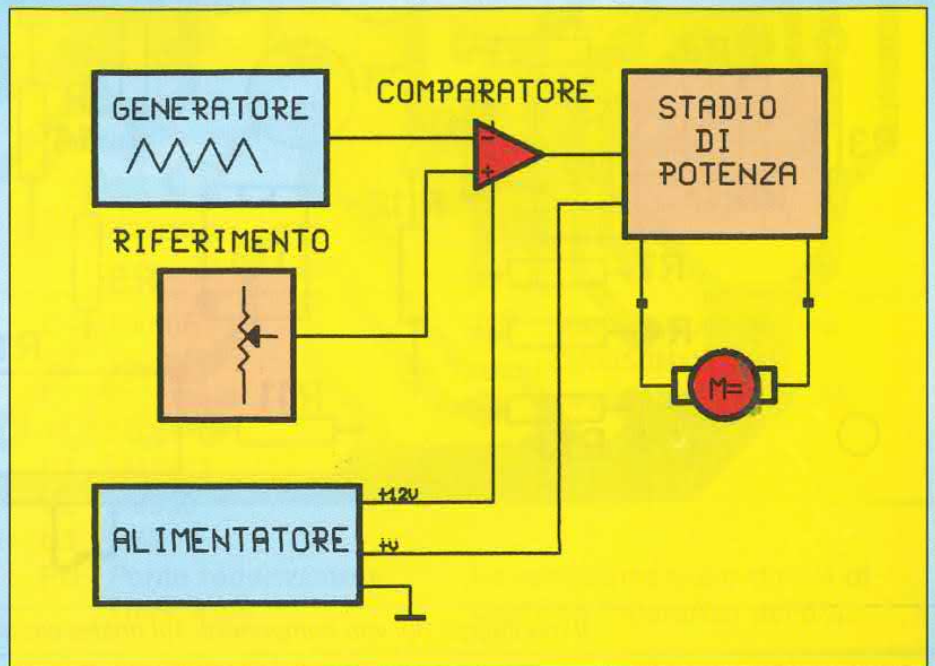 GENERATORE
COMPARATORE
-
+
STADIO
DI
POTENZA
RIFERIMENTO
M=
ALIMENTATORE
+12V
+V